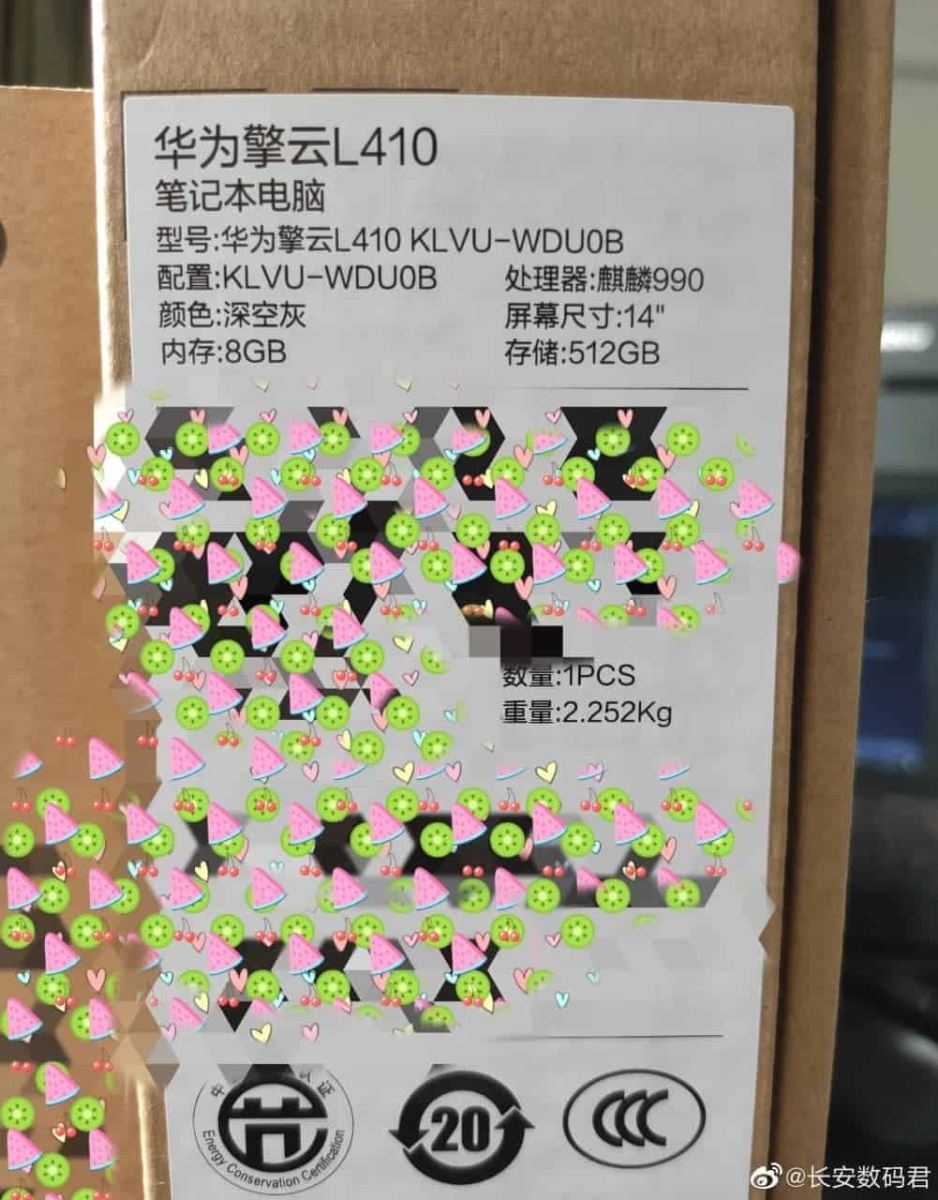 华为擎云L410
笔记本电脑
型号:华为擎云L410 KLVU-WDU0B
配置:KLVU-WDU0B 处理器:麒麟990
颜色:深空灰 屏幕尺寸:14"
内存:8GB 存储:512GB
数量:1PCS
重量:2.252Kg
中 认证
Energy Conservation Certification
20
CCC
@长安数码君